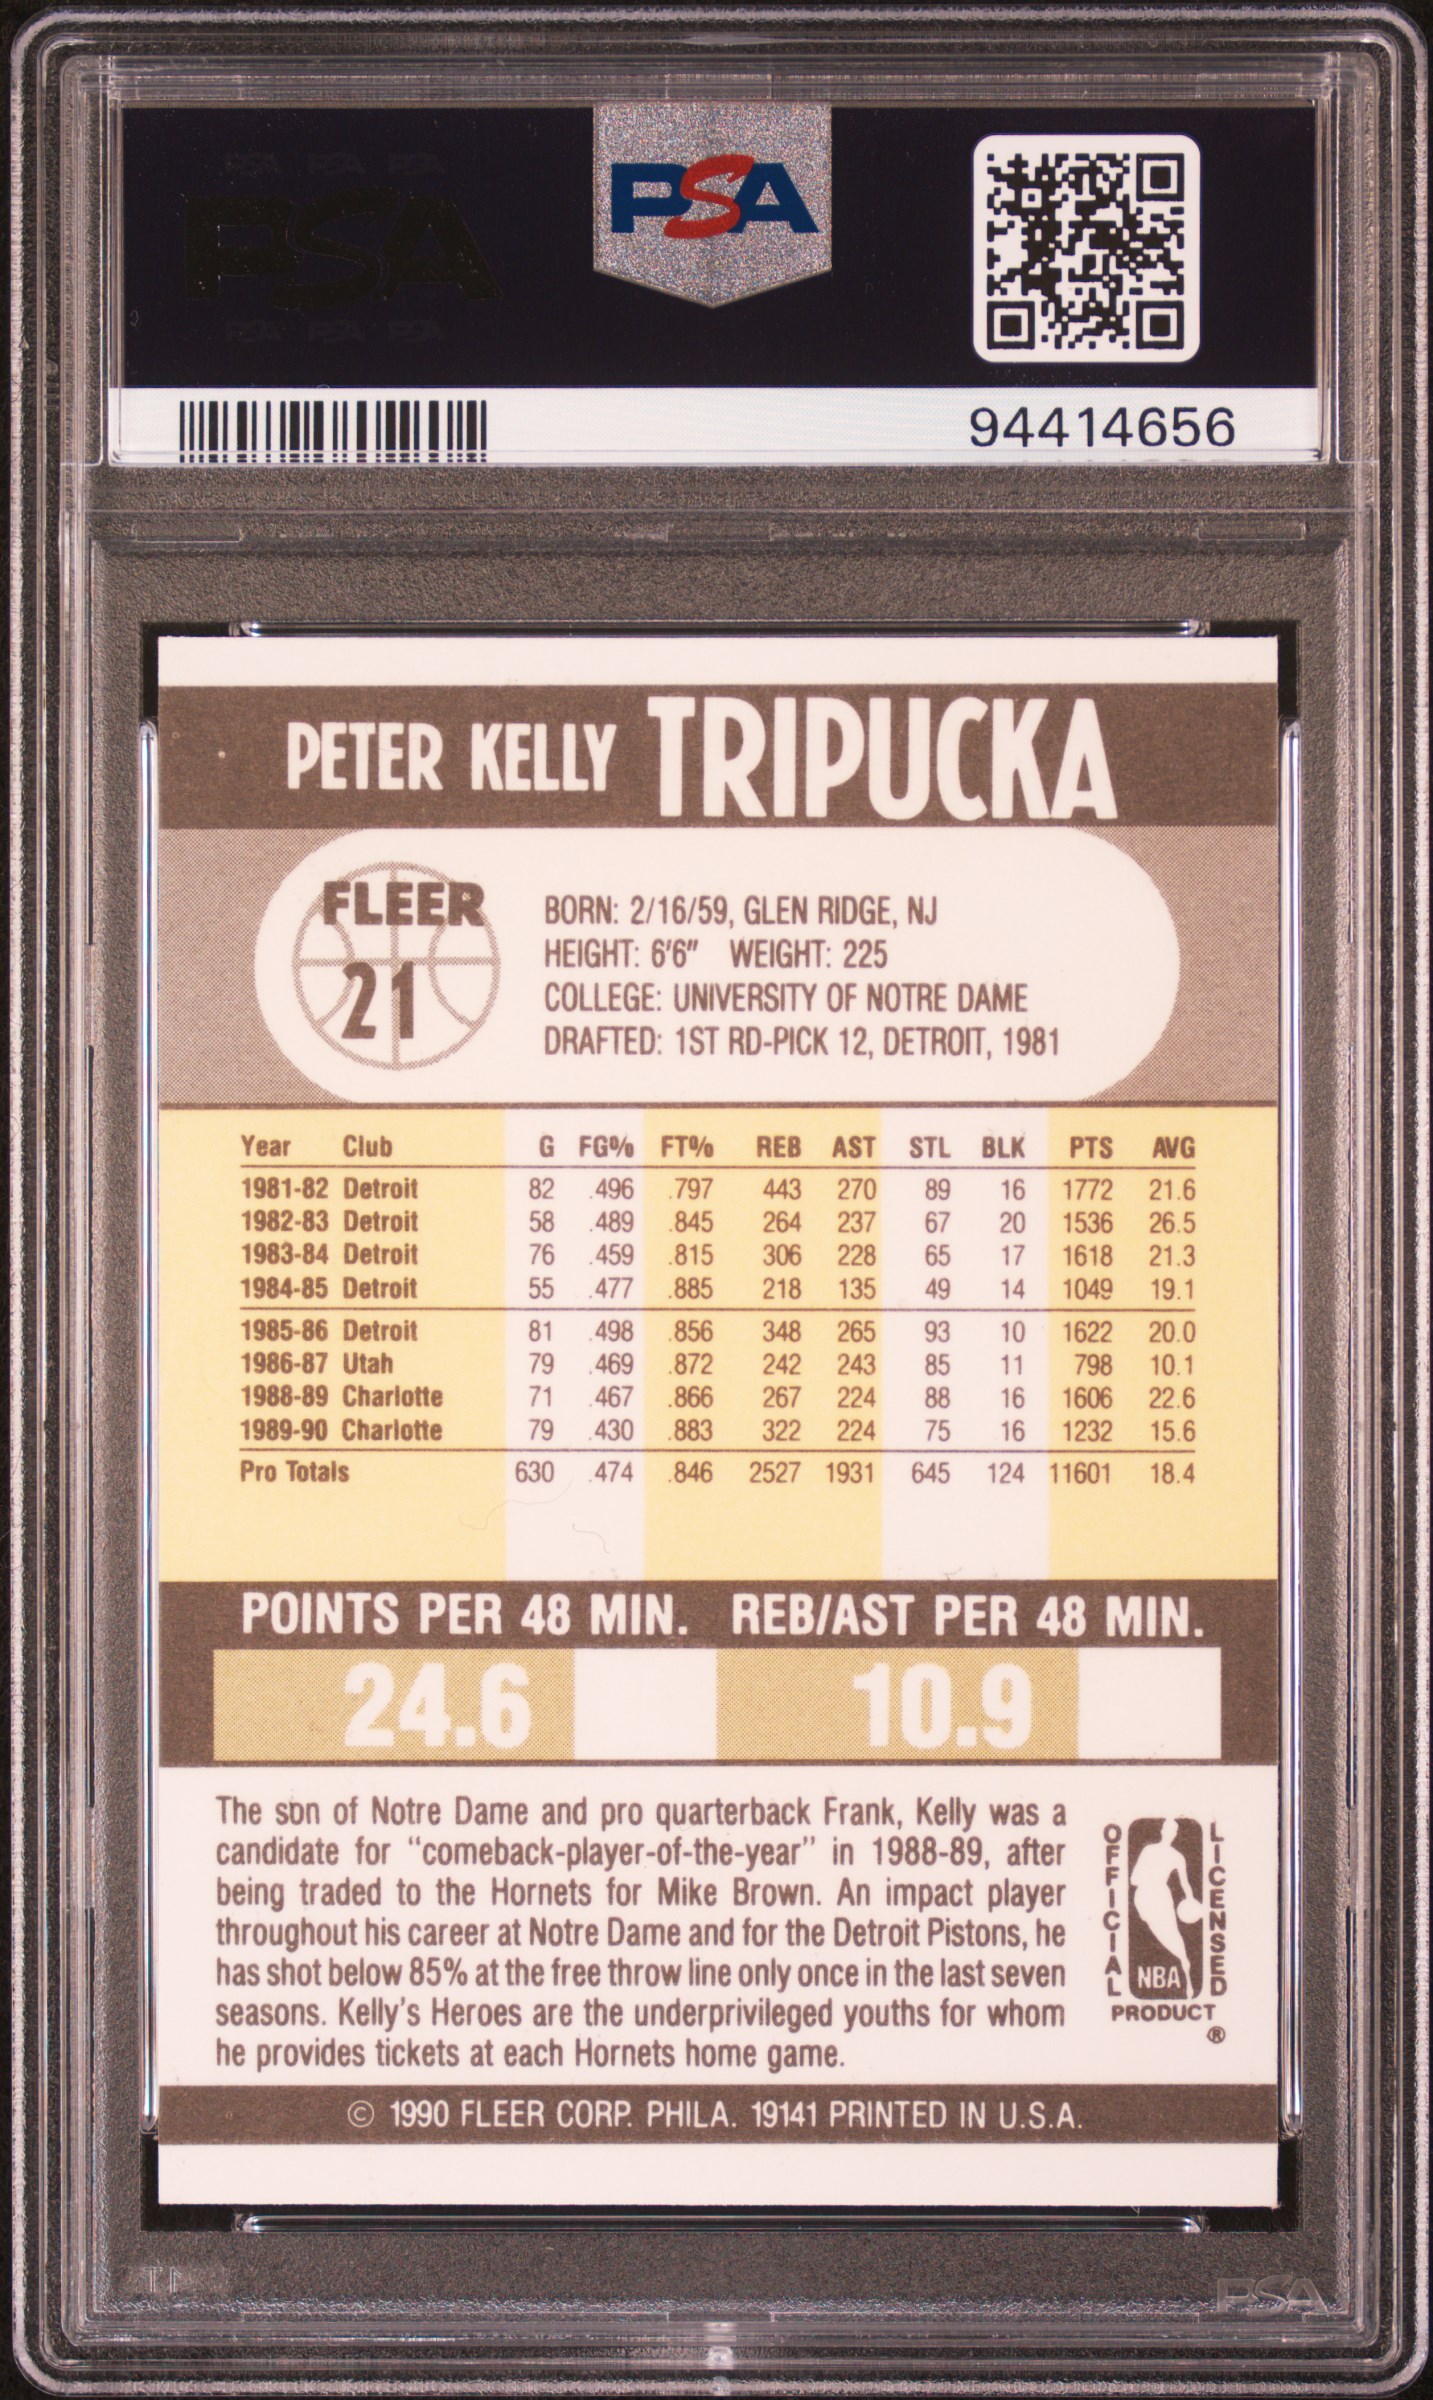 PSA PSA PSA
PSA
PSA PSA PSA
PSA
94414656
PETER KELLY TRIPUCKA
FLEER
21
BORN: 2/16/59, GLEN RIDGE, NJ
HEIGHT: 6'6" WEIGHT: 225
COLLEGE: UNIVERSITY OF NOTRE DAME
DRAFTED: 1ST RD-PICK 12, DETROIT, 1981
Year Club G FG% FT% REB AST STL BLK PTS AVG
1981-82 Detroit 82 .496 .797 443 270 89 16 1772 21.6
1982-83 Detroit 58 .489 .845 264 237 67 20 1536 26.5
1983-84 Detroit 76 .459 .815 306 228 65 17 1618 21.3
1984-85 Detroit 55 .477 .885 218 135 49 14 1049 19.1
1985-86 Detroit 81 .498 .856 348 265 93 10 1622 20.0
1986-87 Utah 79 .469 .872 242 243 85 11 798 10.1
1988-89 Charlotte 71 .467 .866 267 224 88 16 1606 22.6
1989-90 Charlotte 79 .430 .883 322 224 75 16 1232 15.6
Pro Totals 630 .474 .846 2527 1931 645 124 11601 18.4
POINTS PER 48 MIN. REB/AST PER 48 MIN.
24.6 10.9
The son of Notre Dame and pro quarterback Frank, Kelly was a
candidate for "comeback-player-of-the-year" in 1988-89, after
being traded to the Hornets for Mike Brown. An impact player
throughout his career at Notre Dame and for the Detroit Pistons, he
has shot below 85% at the free throw line only once in the last seven
seasons. Kelly's Heroes are the underprivileged youths for whom
he provides tickets at each Hornets home game.
OFFICIAL LICENSED
NBA
PRODUCT
®
© 1990 FLEER CORP. PHILA. 19141 PRINTED IN U.S.A.
PSA